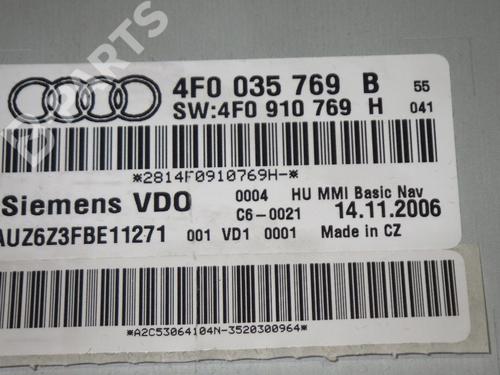 4F0 035 769 B 55
SW:4F0 910 769 H 041
*2814F0910769H-*
Siemens VDO 0004 HU MMI Basic Nav
C6-0021 14.11.2006
AUZ6Z3FBE11271 001 VD1 0001 Made in CZ
*A2C53064104N-3520300964*
PARTS